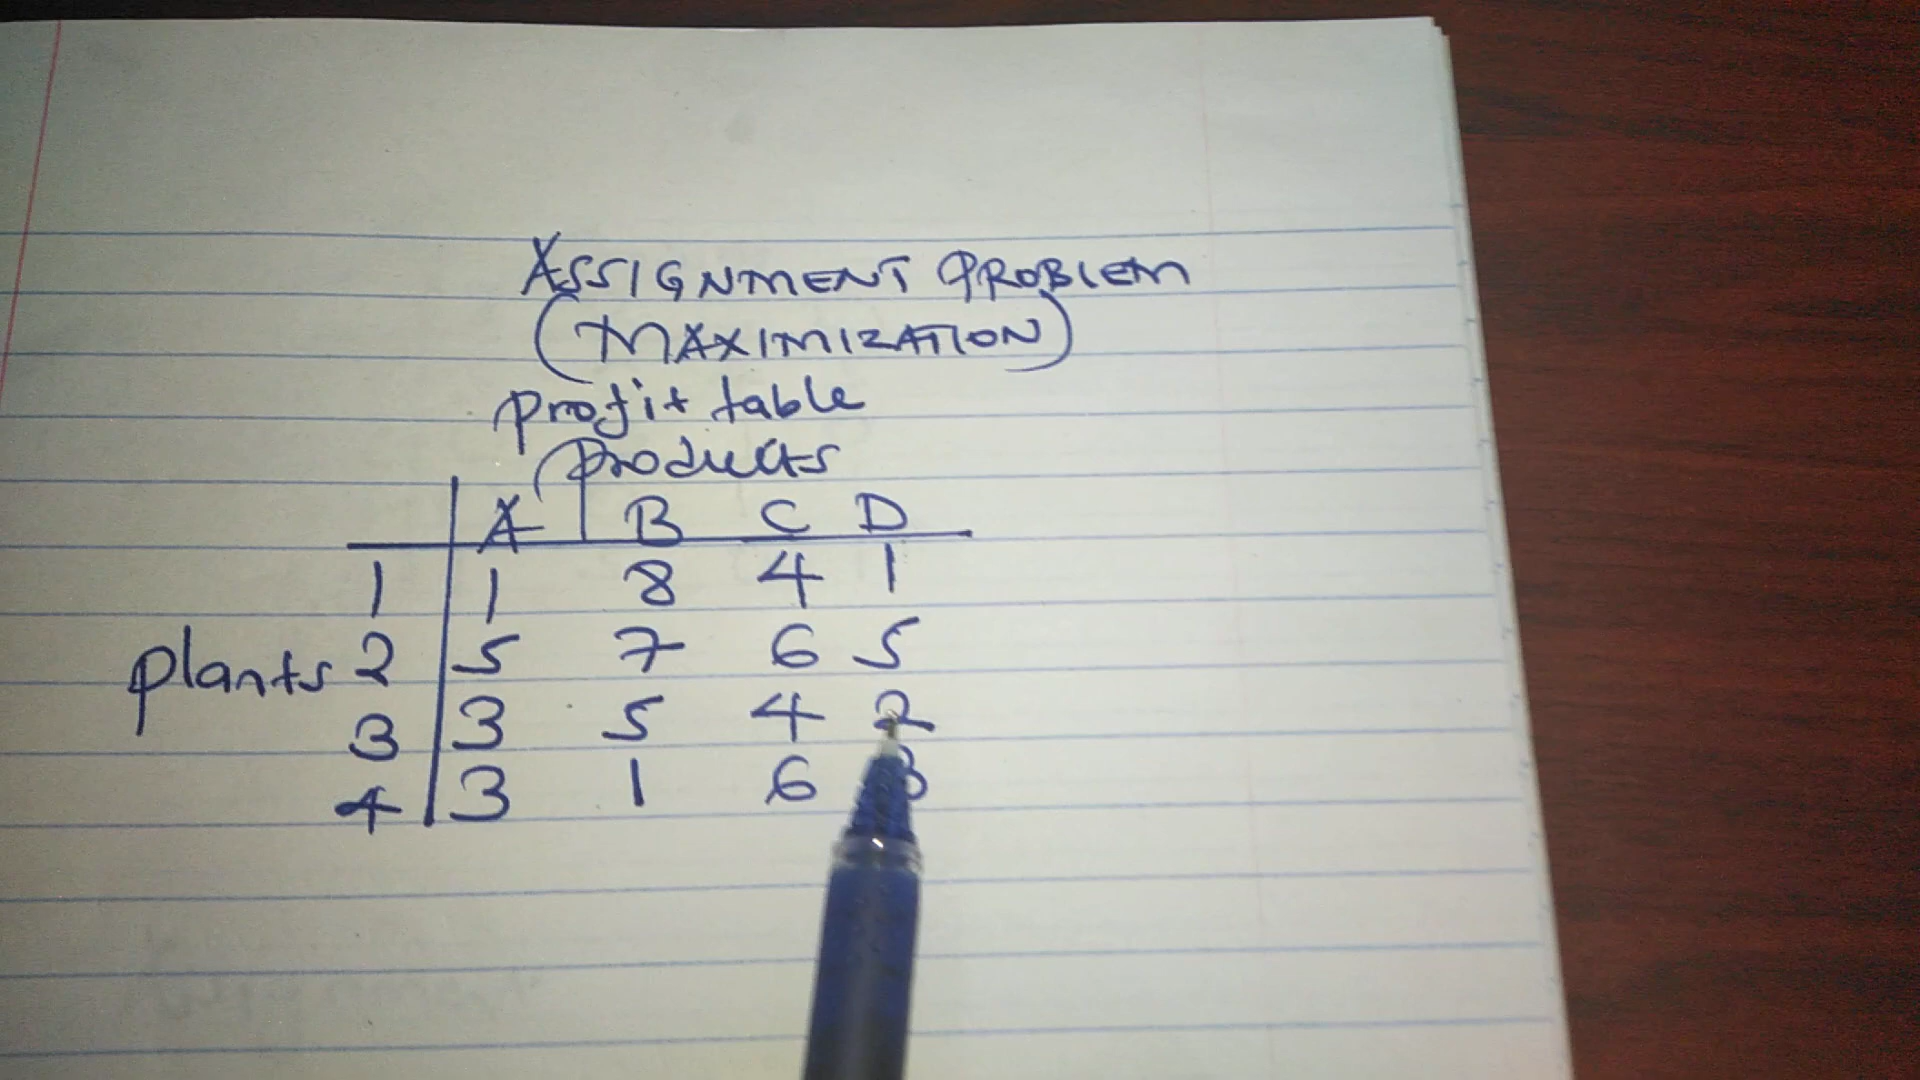 ASSIGNMENT PROBLEM
(MAXIMIZATION)
profit table
products
A B C D
1 1 8 4 1
plants 2 5 7 6 5
3 3 5 4 2
4 3 1 6